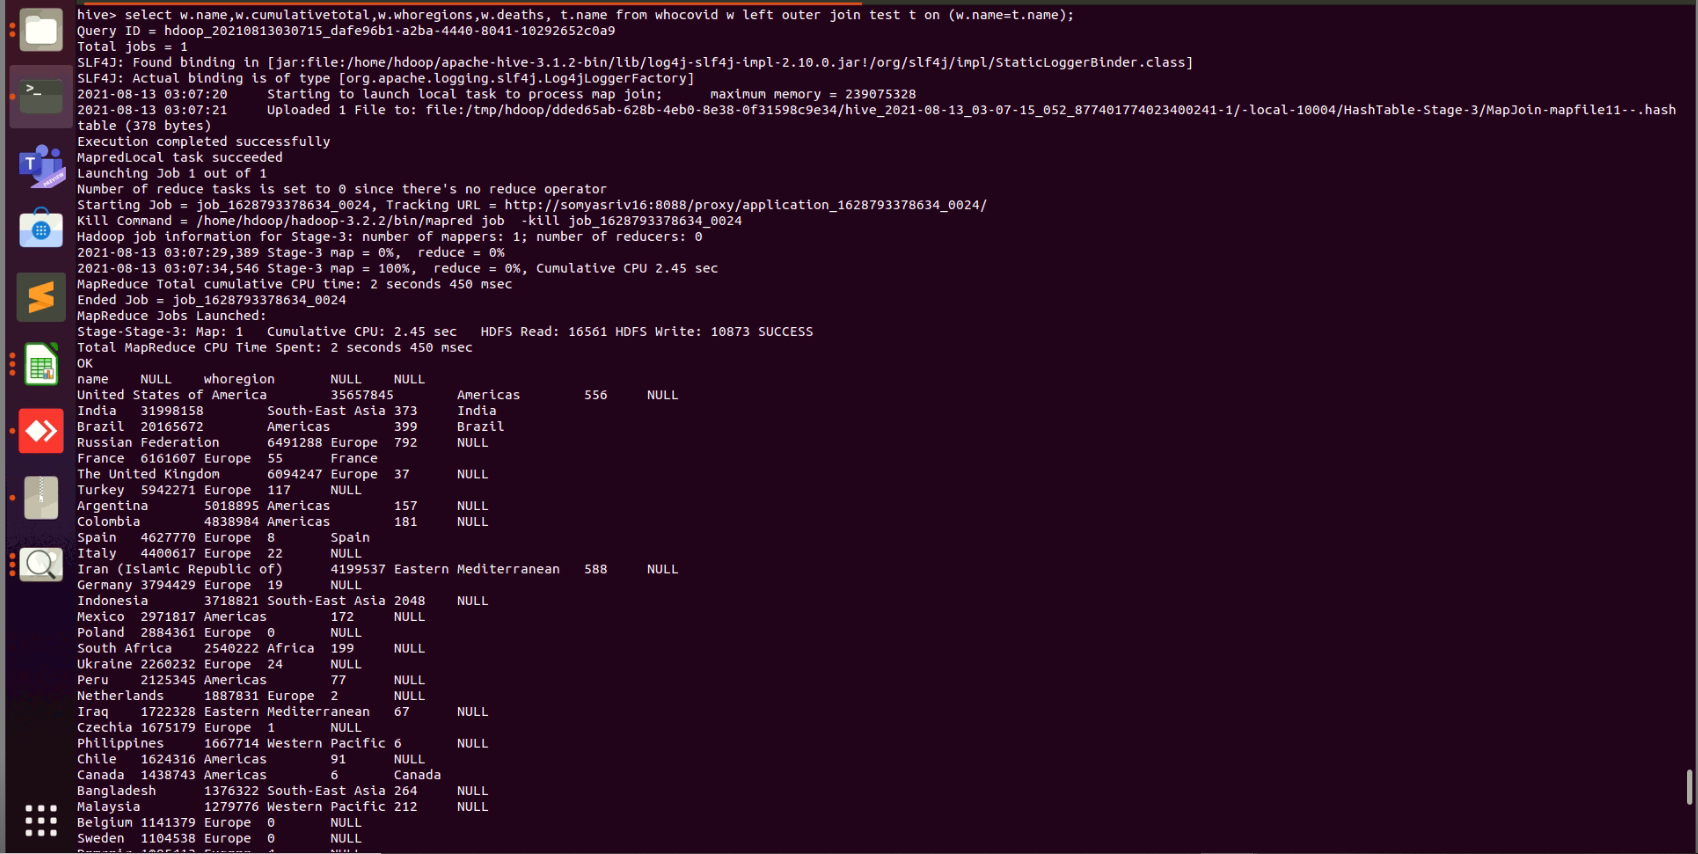 hive> select w.name,w.cumulativetotal,w.whoregions,w.deaths, t.name from whocovid w left outer join test t on (w.name=t.name);
Query ID = hdoop_20210813030715_dafe96b1-a2ba-4440-8041-10292652c0a9
Total jobs = 1
SLF4J: Found binding in [jar:file:/home/hdoop/apache-hive-3.1.2-bin/lib/log4j-slf4j-impl-2.10.0.jar!/org/slf4j/impl/StaticLoggerBinder.class]
SLF4J: Actual binding is of type [org.apache.logging.slf4j.Log4jLoggerFactory]
2021-08-13 03:07:20     Starting to launch local task to process map join;      maximum memory = 239075328
2021-08-13 03:07:21     Uploaded 1 File to: file:/tmp/hdoop/dded65ab-628b-4eb0-8e38-0f31598c9e34/hive_2021-08-13_03-07-15_052_877401774023400241-1/-local-10004/HashTable-Stage-3/MapJoin-mapfile11--.hash
table (378 bytes)
Execution completed successfully
MapredLocal task succeeded
Launching Job 1 out of 1
Number of reduce tasks is set to 0 since there's no reduce operator
Starting Job = job_1628793378634_0024, Tracking URL = http://somyasriv16:8088/proxy/application_1628793378634_0024/
Kill Command = /home/hdoop/hadoop-3.2.2/bin/mapred job  -kill job_1628793378634_0024
Hadoop job information for Stage-3: number of mappers: 1; number of reducers: 0
2021-08-13 03:07:29,389 Stage-3 map = 0%,  reduce = 0%
2021-08-13 03:07:34,546 Stage-3 map = 100%,  reduce = 0%, Cumulative CPU 2.45 sec
MapReduce Total cumulative CPU time: 2 seconds 450 msec
Ended Job = job_1628793378634_0024
MapReduce Jobs Launched:
Stage-Stage-3: Map: 1   Cumulative CPU: 2.45 sec   HDFS Read: 16561 HDFS Write: 10873 SUCCESS
Total MapReduce CPU Time Spent: 2 seconds 450 msec
OK
name    NULL    whoregion       NULL    NULL
United States of America        35657845        Americas        556     NULL
India   31998158        South-East Asia 373     India
Brazil  20165672        Americas        399     Brazil
Russian Federation      6491288 Europe  792     NULL
France  6161607 Europe  55      France
The United Kingdom      6094247 Europe  37      NULL
Turkey  5942271 Europe  117     NULL
Argentina       5018895 Americas        157     NULL
Colombia        4838984 Americas        181     NULL
Spain   4627770 Europe  8       Spain
Italy   4400617 Europe  22      NULL
Iran (Islamic Republic of)      4199537 Eastern Mediterranean   588     NULL
Germany 3794429 Europe  19      NULL
Indonesia       3718821 South-East Asia 2048    NULL
Mexico  2971817 Americas        172     NULL
Poland  2884361 Europe  0       NULL
South Africa    2540222 Africa  199     NULL
Ukraine 2260232 Europe  24      NULL
Peru    2125345 Americas        77      NULL
Netherlands     1887831 Europe  2       NULL
Iraq    1722328 Eastern Mediterranean   67      NULL
Czechia 1675179 Europe  1       NULL
Philippines     1667714 Western Pacific 6       NULL
Chile   1624316 Americas        91      NULL
Canada  1438743 Americas        6       Canada
Bangladesh      1376322 South-East Asia 264     NULL
Malaysia        1279776 Western Pacific 212     NULL
Belgium 1141379 Europe  0       NULL
Sweden  1104538 Europe  0       NULL